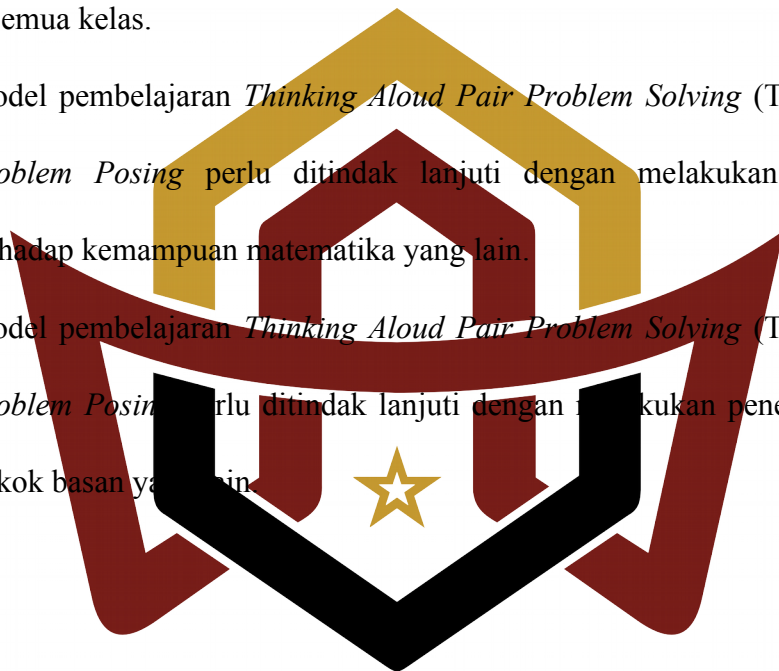 emua kelas.
odel pembelajaran Thinking Aloud Pair Problem Solving (T
oblem Posing perlu ditindak lanjuti dengan melakukan
hadap kemampuan matematika yang lain.
odel pembelajaran Thinking Aloud Pair Problem Solving (T
oblem Posin rlu ditindak lanjuti dengan kukan pene
kok basan ya in.